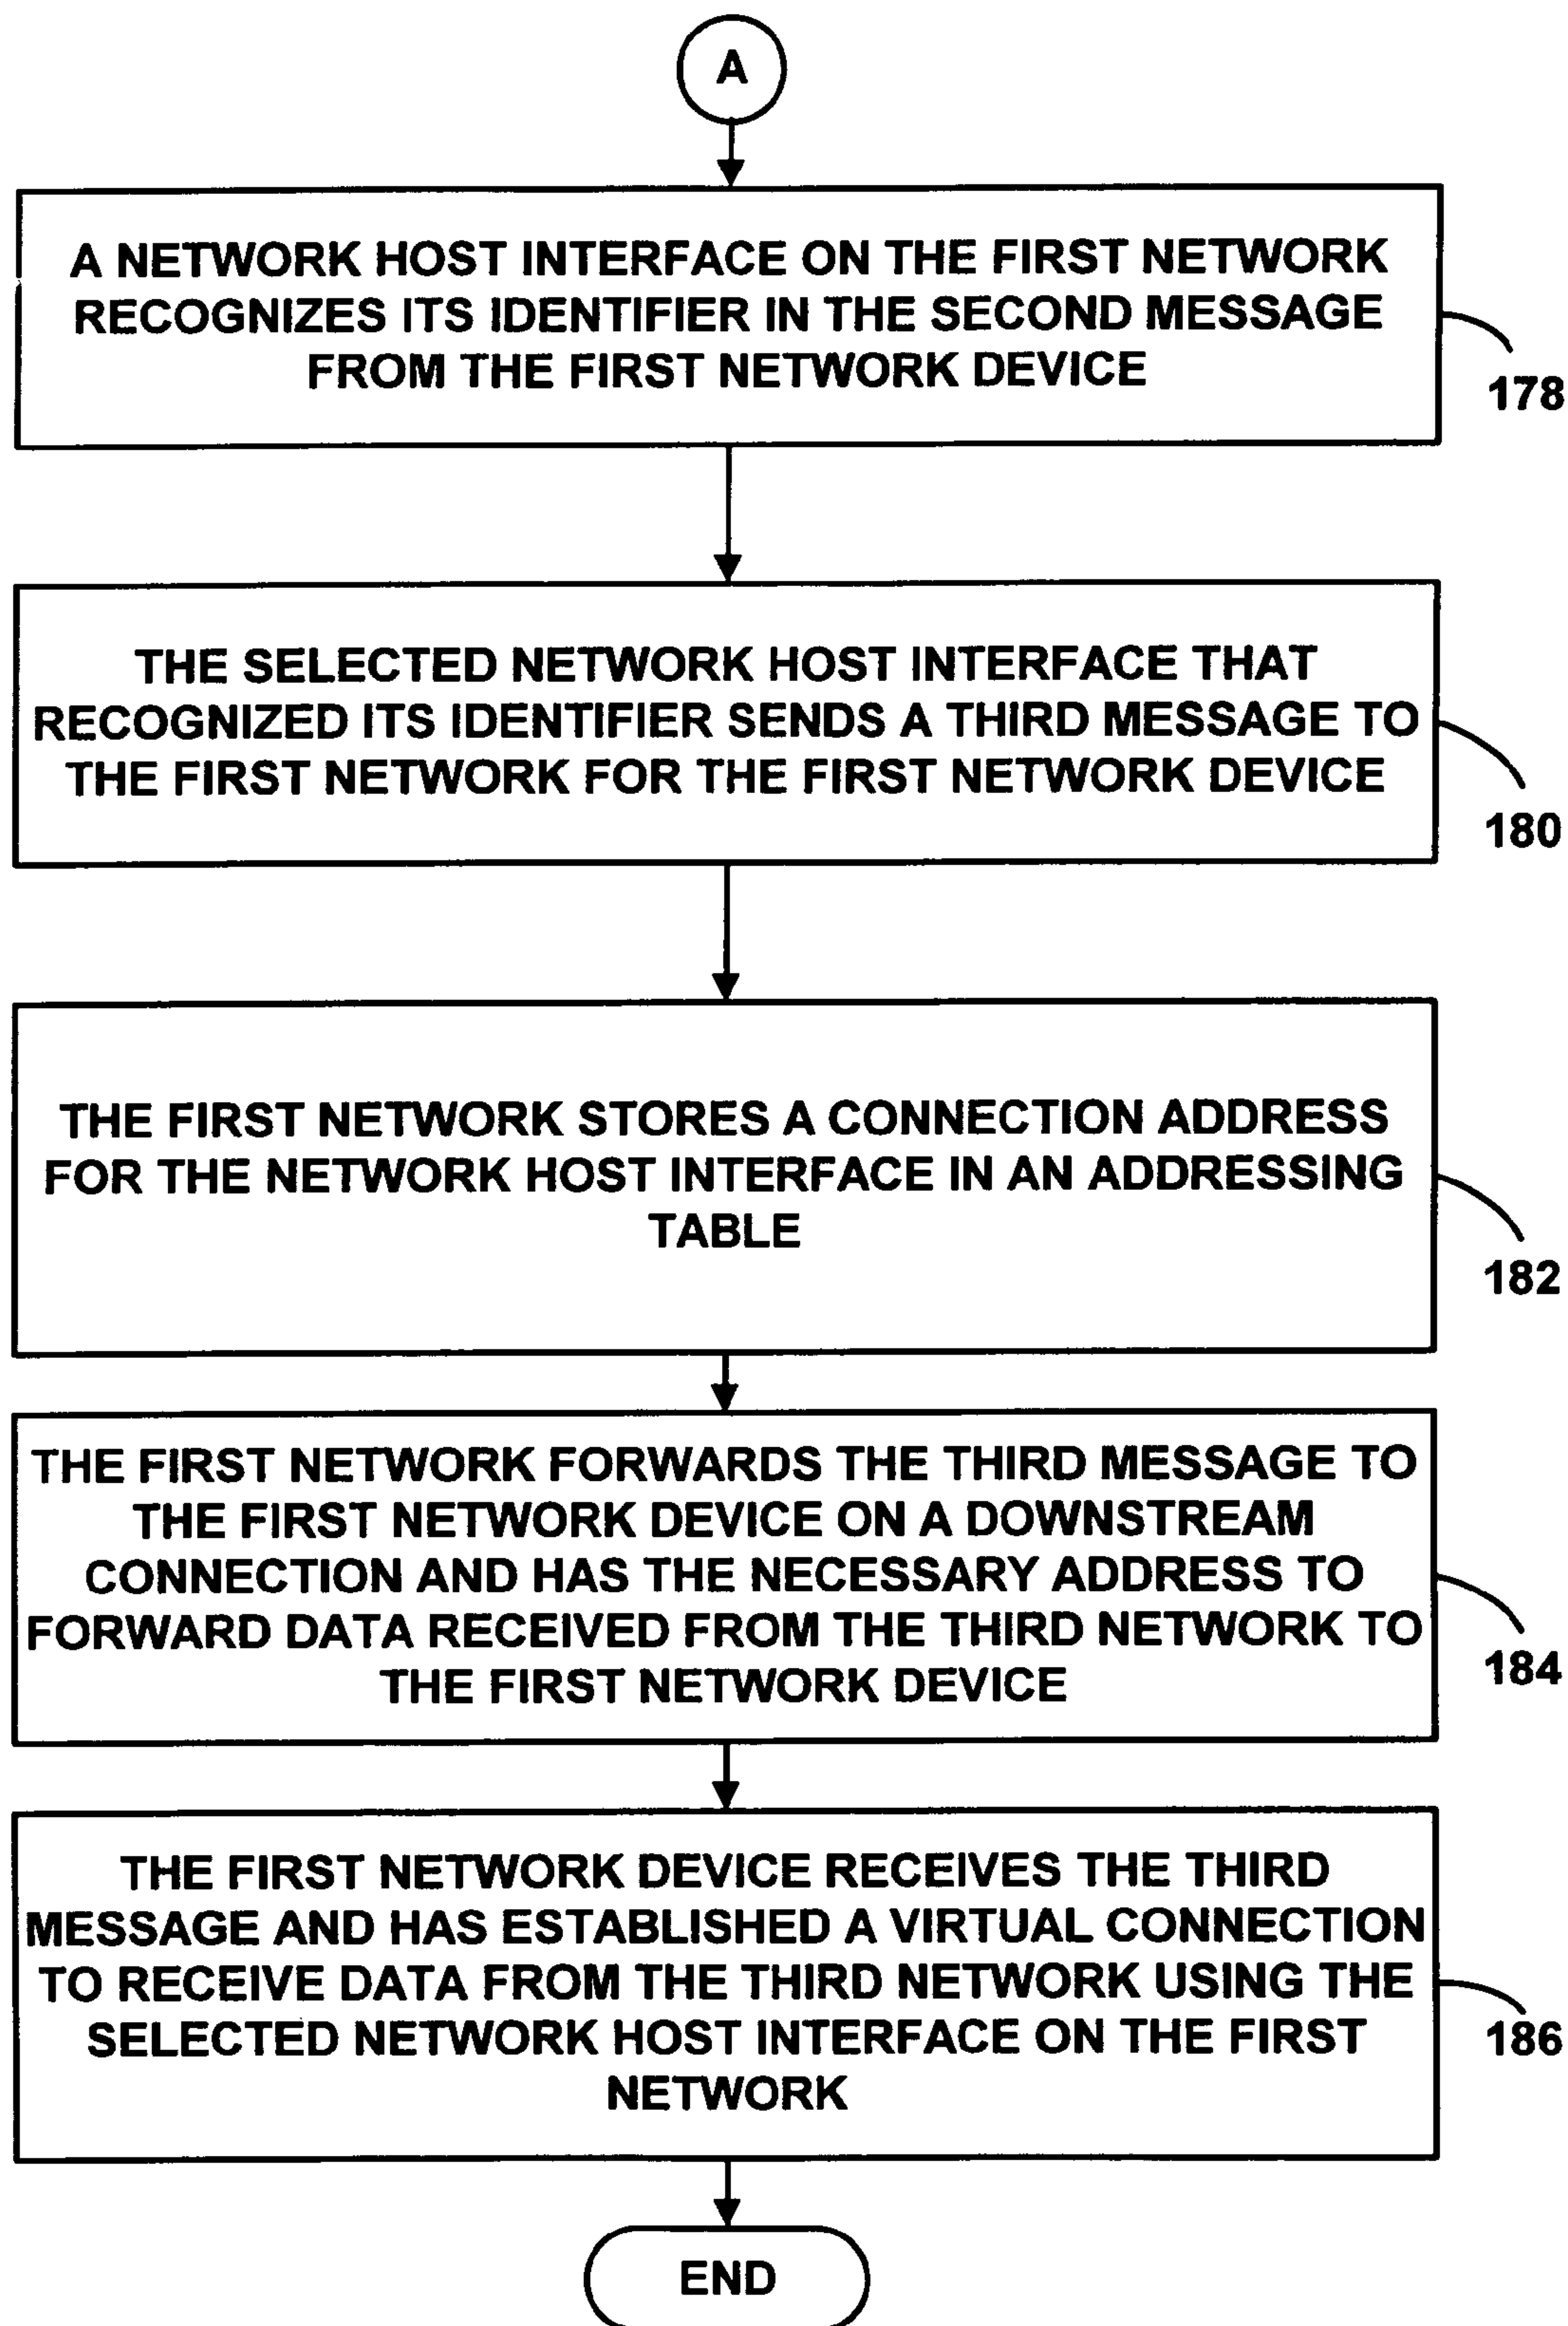 A
A NETWORK HOST INTERFACE ON THE FIRST NETWORK
RECOGNIZES ITS IDENTIFIER IN THE SECOND MESSAGE
FROM THE FIRST NETWORK DEVICE
178
THE SELECTED NETWORK HOST INTERFACE THAT
RECOGNIZED ITS IDENTIFIER SENDS A THIRD MESSAGE TO
THE FIRST NETWORK FOR THE FIRST NETWORK DEVICE
180
THE FIRST NETWORK STORES A CONNECTION ADDRESS
FOR THE NETWORK HOST INTERFACE IN AN ADDRESSING
TABLE
182
THE FIRST NETWORK FORWARDS THE THIRD MESSAGE TO
THE FIRST NETWORK DEVICE ON A DOWNSTREAM
CONNECTION AND HAS THE NECESSARY ADDRESS TO
FORWARD DATA RECEIVED FROM THE THIRD NETWORK TO
THE FIRST NETWORK DEVICE
184
THE FIRST NETWORK DEVICE RECEIVES THE THIRD
MESSAGE AND HAS ESTABLISHED A VIRTUAL CONNECTION
TO RECEIVE DATA FROM THE THIRD NETWORK USING THE
SELECTED NETWORK HOST INTERFACE ON THE FIRST
NETWORK
186
END